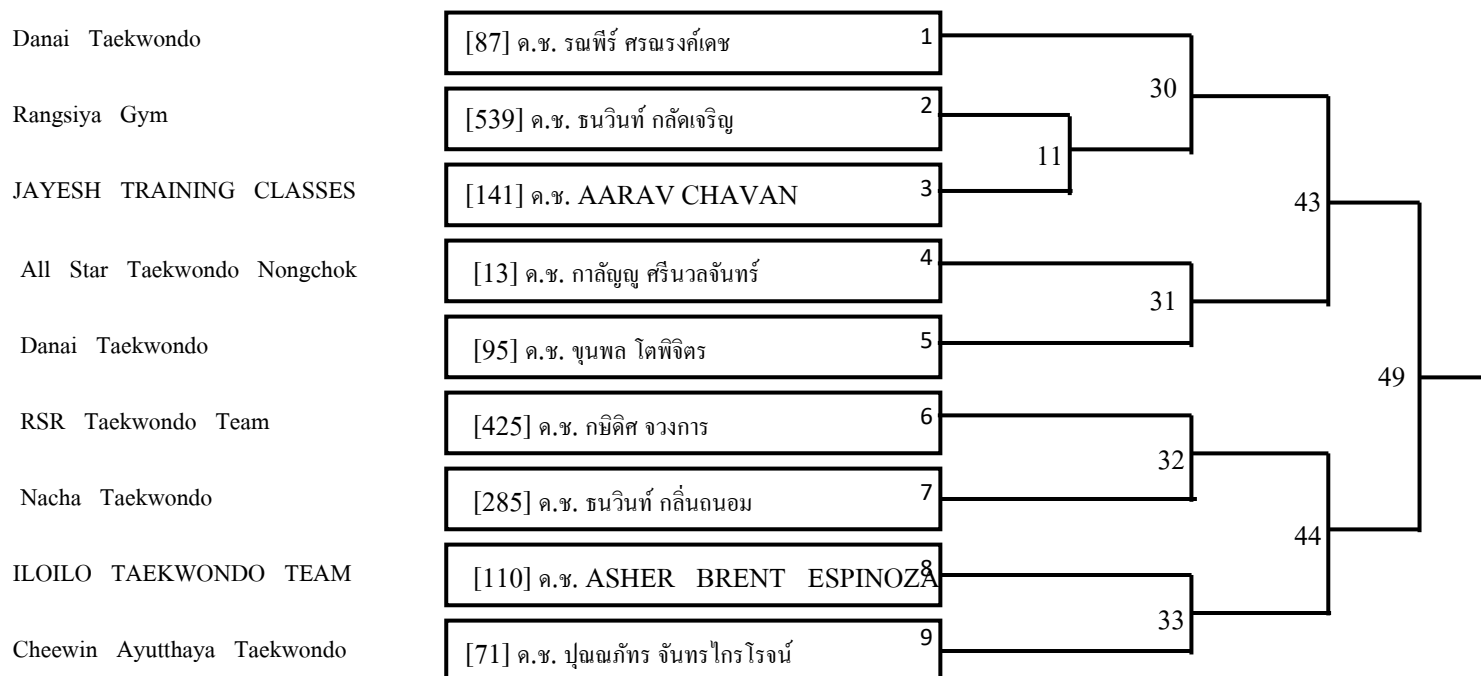 Danai Taekwondo [87] ด.ช. รณพีร์ ศรณรงค์เดช 1
30
Rangsiya Gym [539] ด.ช. ธนวินท์ กลัดเจริญ 2
11
JAYESH TRAINING CLASSES [141] ด.ช. AARAV CHAVAN 3
43
All Star Taekwondo Nongchok [13] ด.ช. กาลัญญู ศรีนวลจันทร์ 4
31
Danai Taekwondo [95] ด.ช. ขุนพล โตพิจิตร 5
49
RSR Taekwondo Team [425] ด.ช. กษิดิศ จวงการ 6
32
Nacha Taekwondo [285] ด.ช. ธนวินท์ กลิ่นถนอม 7
44
ILOILO TAEKWONDO TEAM [110] ด.ช. ASHER BRENT ESPINOZA 8
33
Cheewin Ayutthaya Taekwondo [71] ด.ช. ปุณณภัทร จันทรไกรโรจน์ 9